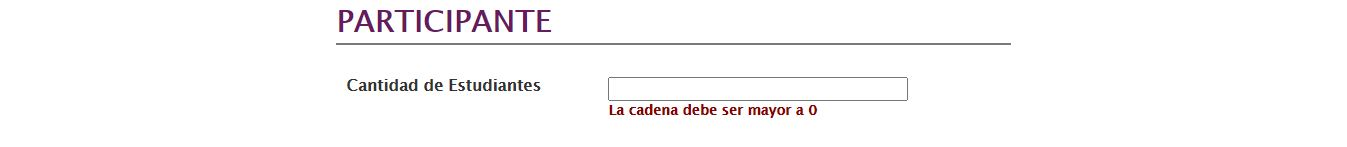 PARTICIPANTE
Cantidad de Estudiantes
La cadena debe ser mayor a 0